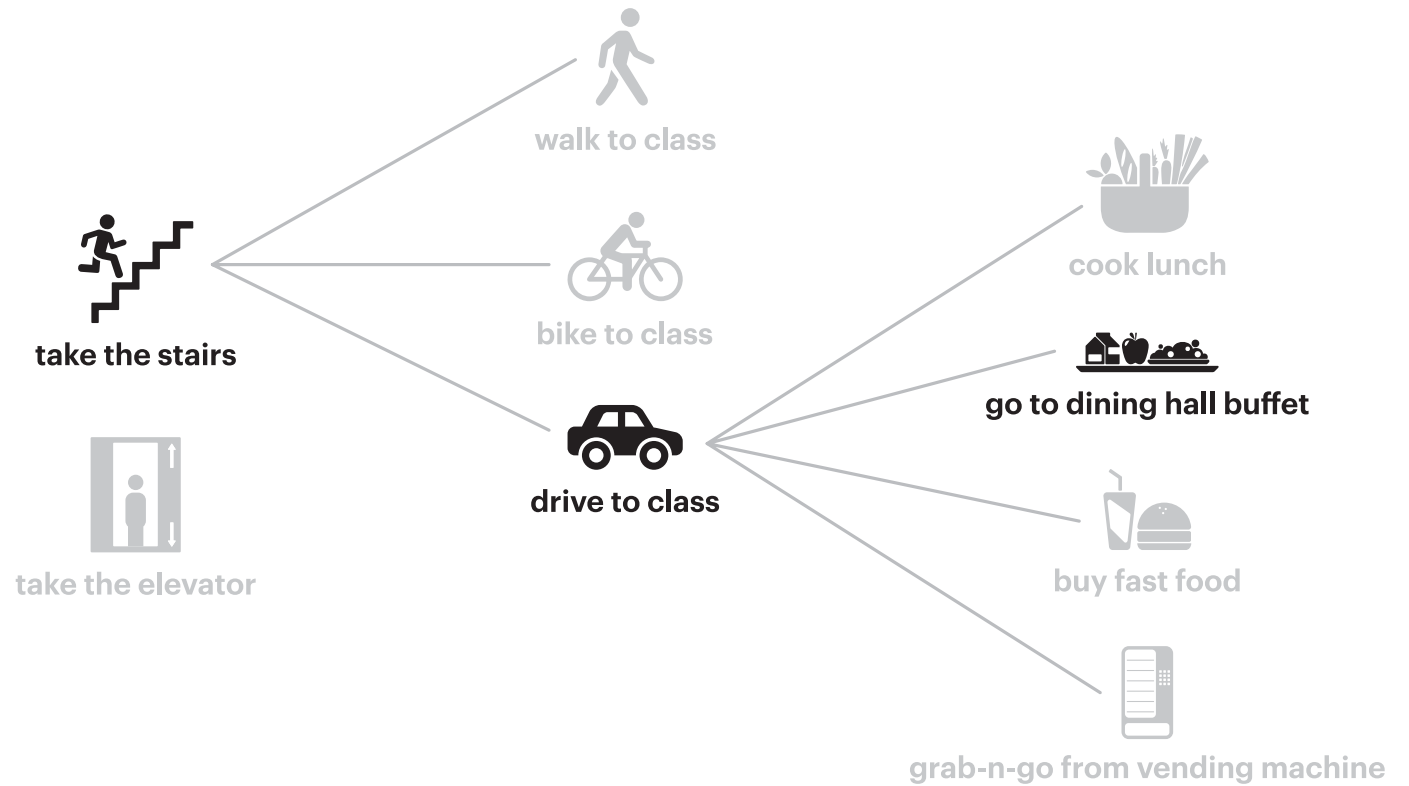 take the stairs
take the elevator
walk to class
bike to class
drive to class
cook lunch
go to dining hall buffet
buy fast food
grab-n-go from vending machine